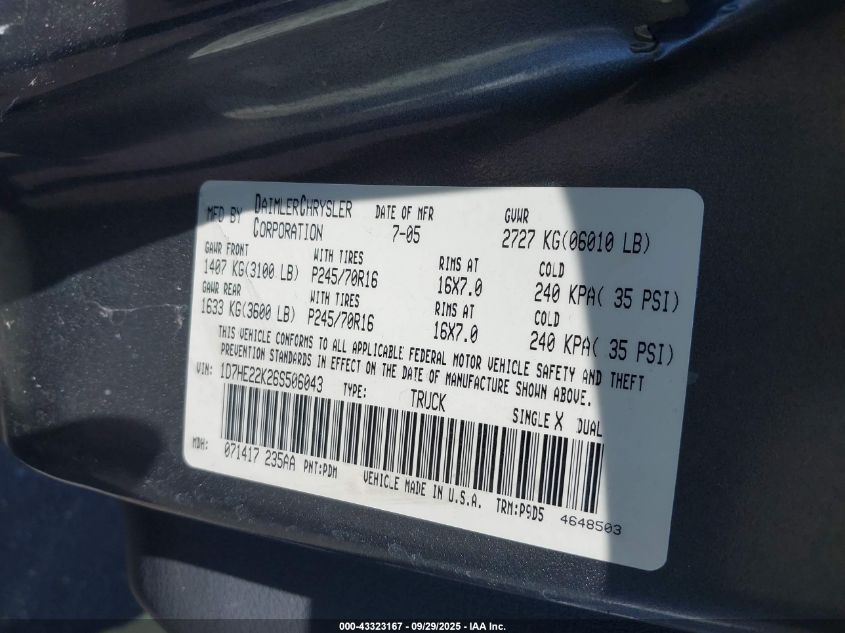 MFD BY DAIMLERCHRYSLER CORPORATION DATE OF MFR 7-05 GVWR 2727 KG(06010 LB)
GAWR FRONT WITH TIRES RIMS AT COLD
1407 KG(3100 LB) P245/70R16 16X7.0 240 KPA( 35 PSI)
GAWR REAR WITH TIRES RIMS AT COLD
1633 KG(3600 LB) P245/70R16 16X7.0 240 KPA( 35 PSI)
THIS VEHICLE CONFORMS TO ALL APPLICABLE FEDERAL MOTOR VEHICLE SAFETY AND THEFT
PREVENTION STANDARDS IN EFFECT ON THE DATE OF MANUFACTURE SHOWN ABOVE.
VIN: 1D7HE22K26S506043 TYPE: TRUCK SINGLE X DUAL
MDH: 071417 235AA PNT:PDM VEHICLE MADE IN U.S.A. TRM:P9D5 4648503
000-43323167 - 09/29/2025 - IAA Inc.